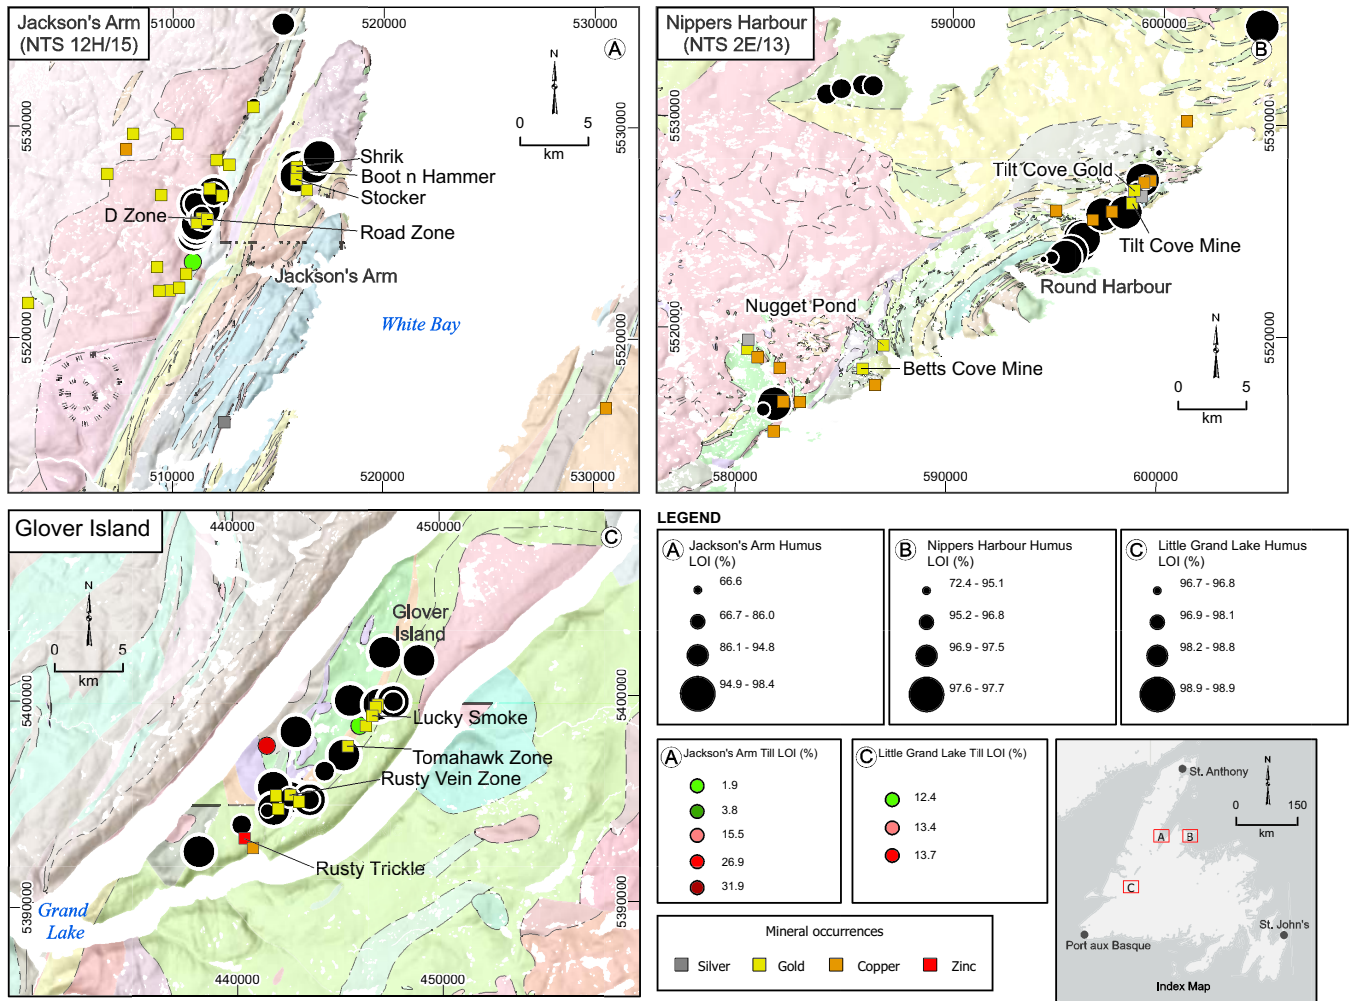 Jackson's Arm
(NTS 12H/15)
510000
520000
530000
A
N
0
5
km
5530000
5530000
Shrik
Boot n Hammer
Stocker
D Zone
Road Zone
Jackson's Arm
White Bay
5520000
5520000
510000
520000
530000
Nippers Harbour
(NTS 2E/13)
590000
600000
B
5530000
5530000
Tilt Cove Gold
Tilt Cove Mine
Round Harbour
Nugget Pond
Betts Cove Mine
N
0
5
km
5520000
5520000
580000
590000
600000
Glover Island
440000
450000
C
N
0
5
km
Glover
Island
5400000
5400000
Lucky Smoke
Tomahawk Zone
Rusty Vein Zone
Rusty Trickle
Grand
Lake
5390000
5390000
440000
450000
LEGEND
A
Jackson's Arm Humus
LOI (%)
66.6
66.7 - 86.0
86.1 - 94.8
94.9 - 98.4
B
Nippers Harbour Humus
LOI (%)
72.4 - 95.1
95.2 - 96.8
96.9 - 97.5
97.6 - 97.7
C
Little Grand Lake Humus
LOI (%)
96.7 - 96.8
96.9 - 98.1
98.2 - 98.8
98.9 - 98.9
A
Jackson's Arm Till LOI (%)
1.9
3.8
15.5
26.9
31.9
C
Little Grand Lake Till LOI (%)
12.4
13.4
13.7
Mineral occurrences
Silver
Gold
Copper
Zinc
St. Anthony
N
0
150
km
A
B
C
Port aux Basque
St. John's
Index Map